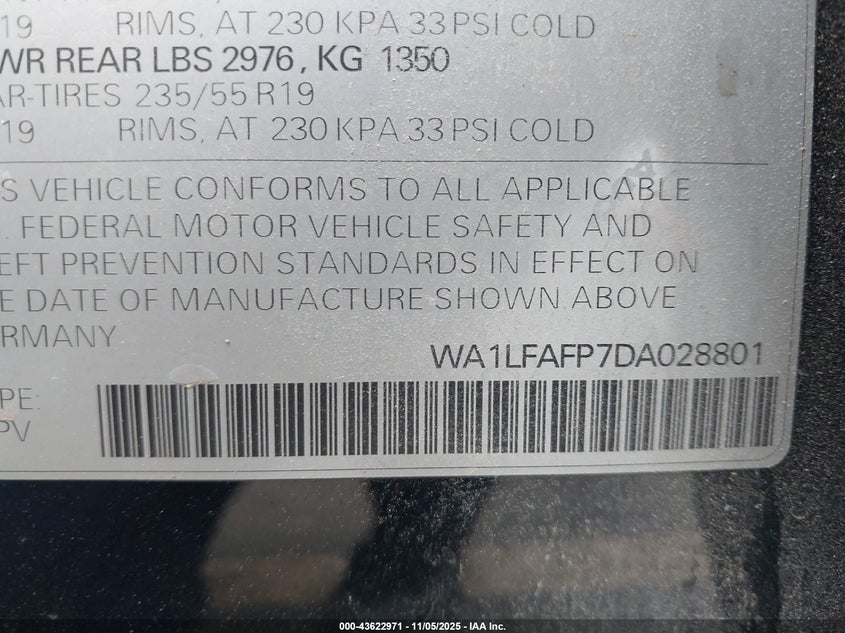 19 RIMS, AT 230 KPA 33 PSI COLD
WR REAR LBS 2976, KG 1350
AR-TIRES 235/55 R19
19 RIMS, AT 230 KPA 33 PSI COLD
S VEHICLE CONFORMS TO ALL APPLICABLE
. FEDERAL MOTOR VEHICLE SAFETY AND
EFT PREVENTION STANDARDS IN EFFECT ON
E DATE OF MANUFACTURE SHOWN ABOVE
ERMANY
WA1LFAFP7DA028801
PE:
PV
000-43622971 - 11/05/2025 - IAA Inc.